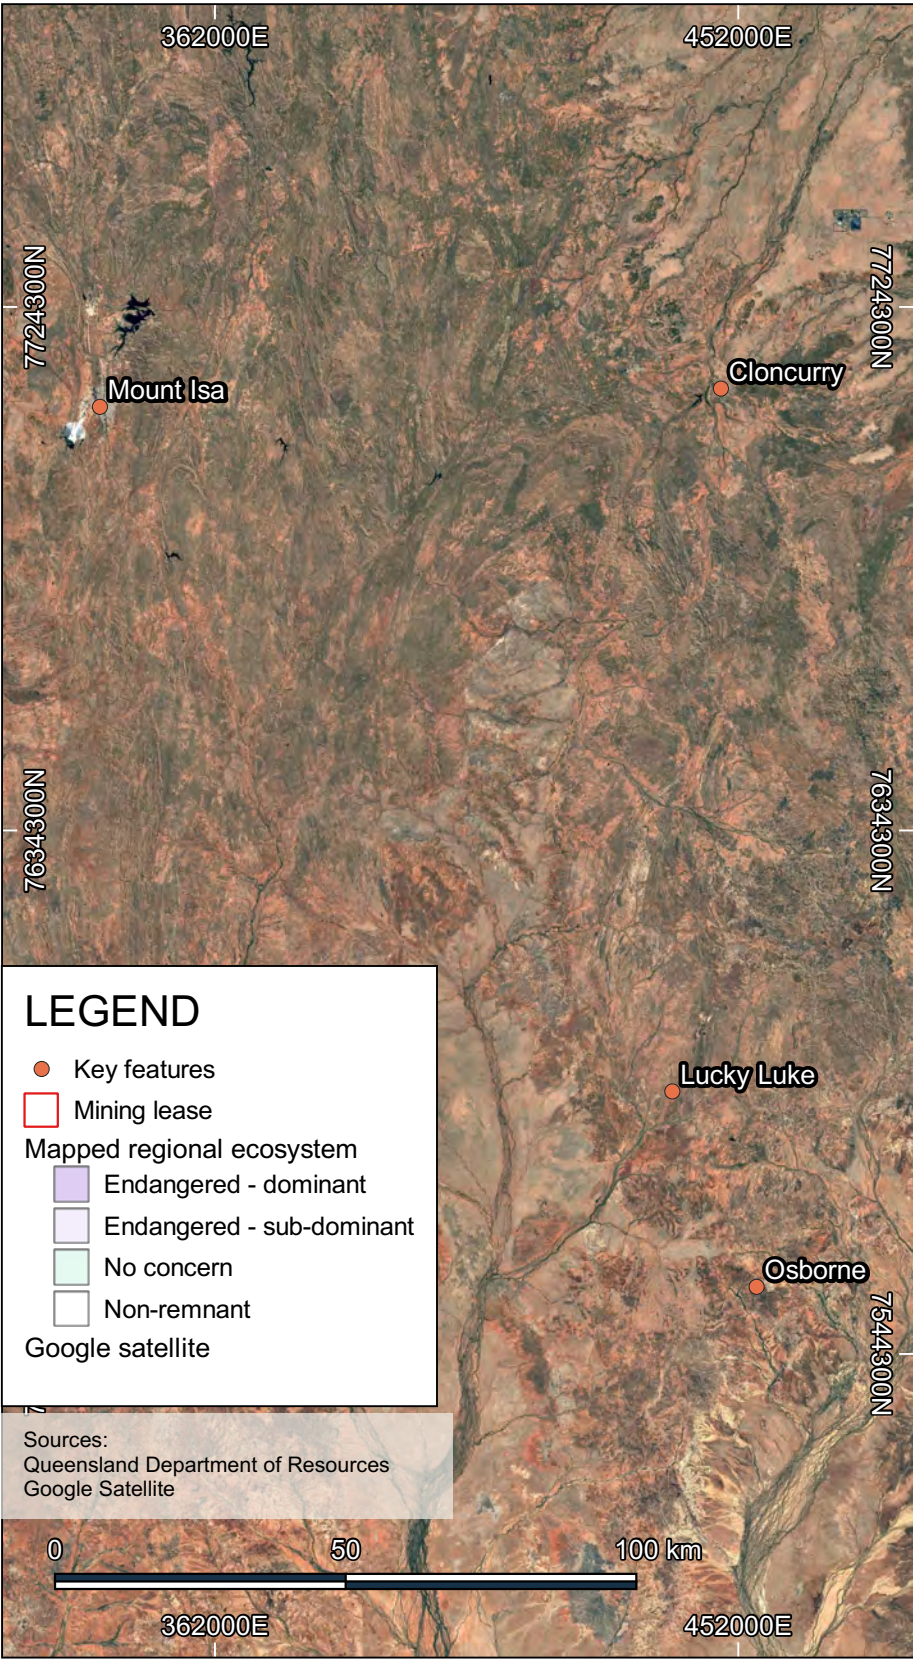 362000E
452000E
7724300N
7724300N
Mount Isa
Cloncurry
7634300N
7634300N
LEGEND
Key features
Mining lease
Mapped regional ecosystem
Endangered - dominant
Endangered - sub-dominant
No concern
Non-remnant
Google satellite
Lucky Luke
Osborne
7544300N
7
Sources:
Queensland Department of Resources
Google Satellite
0
50
100 km
362000E
452000E